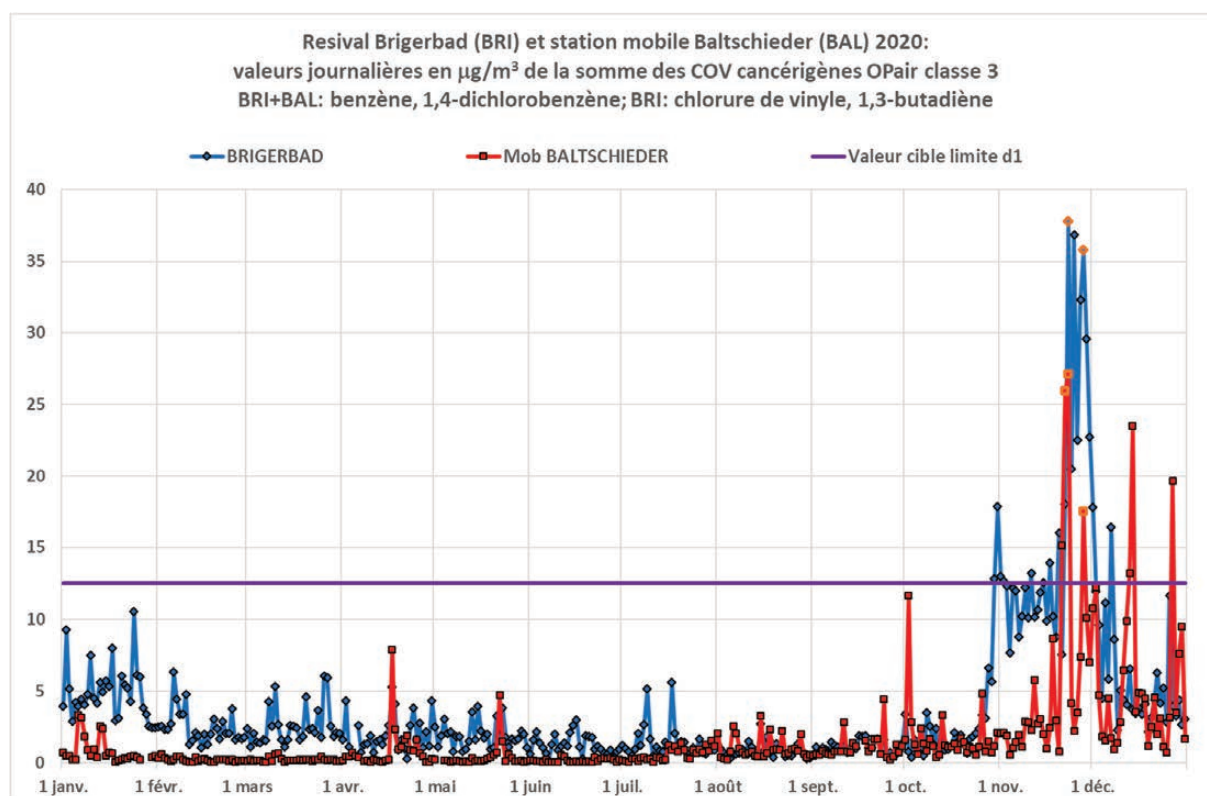 Resival Brigerbad (BRI) et station mobile Baltschieder (BAL) 2020:
valeurs journalières en µg/m³ de la somme des COV cancérigènes OPair classe 3
BRI+BAL: benzène, 1,4-dichlorobenzène; BRI: chlorure de vinyle, 1,3-butadiène
BRIGERBAD Mob BALTSCHIEDER Valeur cible limite d1
40
35
30
25
20
15
10
5
0
1 janv. 1 févr. 1 mars 1 avr. 1 mai 1 juin 1 juil. 1 août 1 sept. 1 oct. 1 nov. 1 déc.